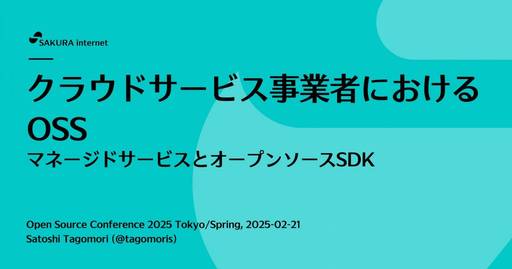 SAKURA internet
クラウドサービス事業者における
OSS
マネージドサービスとオープンソースSDK
Open Source Conference 2025 Tokyo/Spring, 2025-02-21
Satoshi Tagomori (@tagomoris)